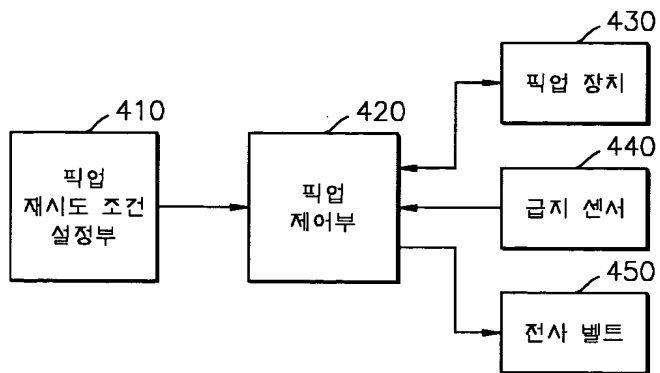 410
픽업
재시도 조건
설정부
420
픽업
제어부
430
픽업 장치
440
급지 센서
450
전사 벨트